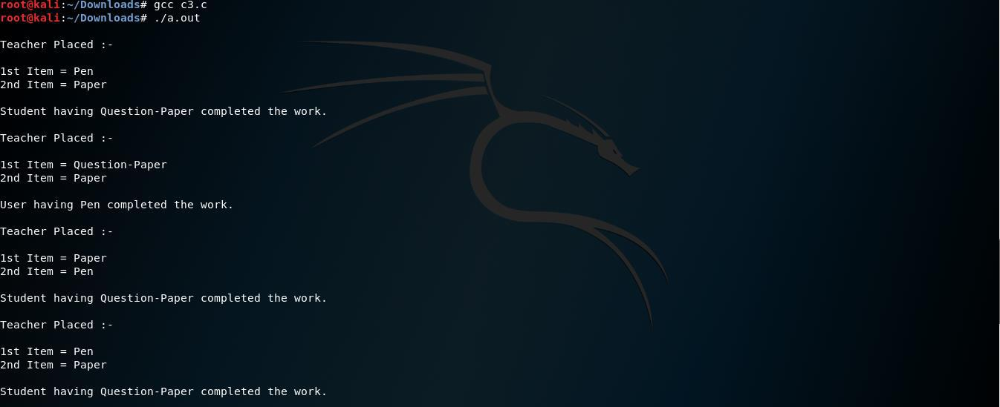 root@kali:~/Downloads# gcc c3.c
root@kali:~/Downloads# ./a.out
Teacher Placed :-
1st Item = Pen
2nd Item = Paper
Student having Question-Paper completed the work.
Teacher Placed :-
1st Item = Question-Paper
2nd Item = Paper
User having Pen completed the work.
Teacher Placed :-
1st Item = Paper
2nd Item = Pen
Student having Question-Paper completed the work.
Teacher Placed :-
1st Item = Pen
2nd Item = Paper
Student having Question-Paper completed the work.